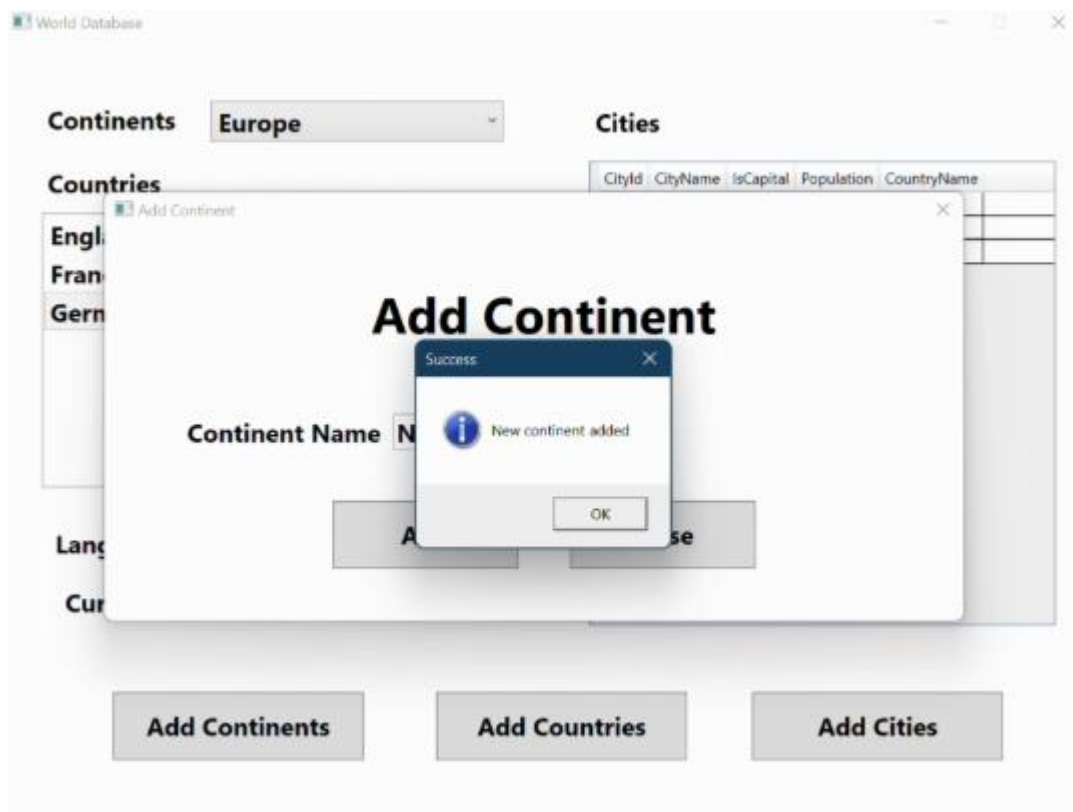 World Database
Continents
Europe
Cities
Countries
CityId CityName IsCapital Population CountryName
Add Continent
Engl
Fran
Germ
Add Continent
Success
Continent Name N
New continent added
OK
A
se
Lang
Cur
Add Continents
Add Countries
Add Cities